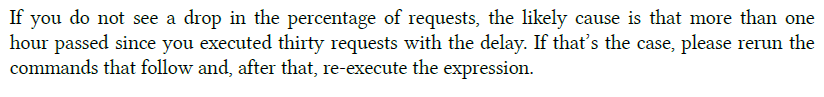 If you do not see a drop in the percentage of requests, the likely cause is that more than one
hour passed since you executed thirty requests with the delay. If that’s the case, please rerun the
commands that follow and, after that, re-execute the expression.